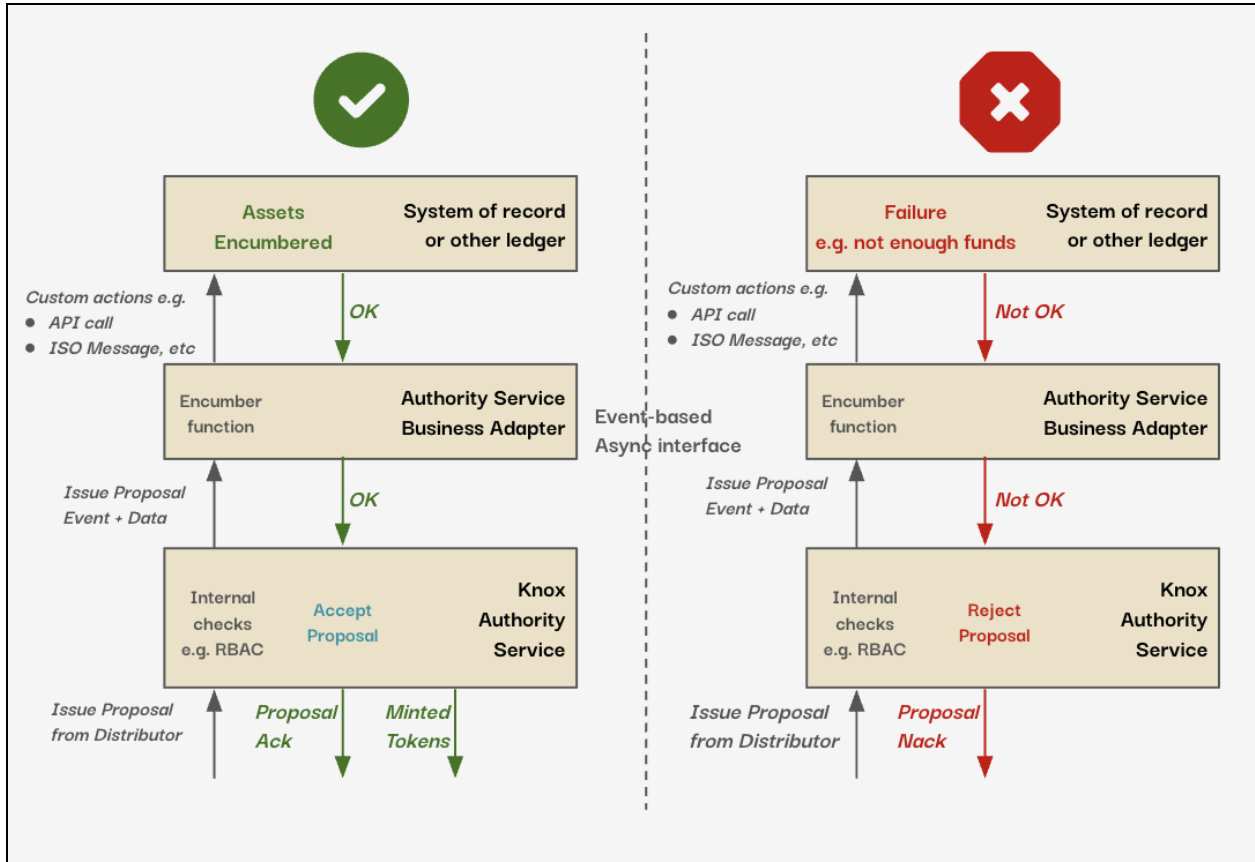 Assets
Encumbered
System of record
or other ledger
Custom actions e.g.
● API call
● ISO Message, etc
OK
Encumber
function
Authority Service
Business Adapter
Issue Proposal
Event + Data
OK
Internal
checks
e.g. RBAC
Accept
Proposal
Knox
Authority
Service
Issue Proposal
from Distributor
Proposal
Ack
Minted
Tokens
Event-based
Async interface
Failure
e.g. not enough funds
System of record
or other ledger
Custom actions e.g.
● API call
● ISO Message, etc
Not OK
Encumber
function
Authority Service
Business Adapter
Issue Proposal
Event + Data
Not OK
Internal
checks
e.g. RBAC
Reject
Proposal
Knox
Authority
Service
Issue Proposal
from Distributor
Proposal
Nack